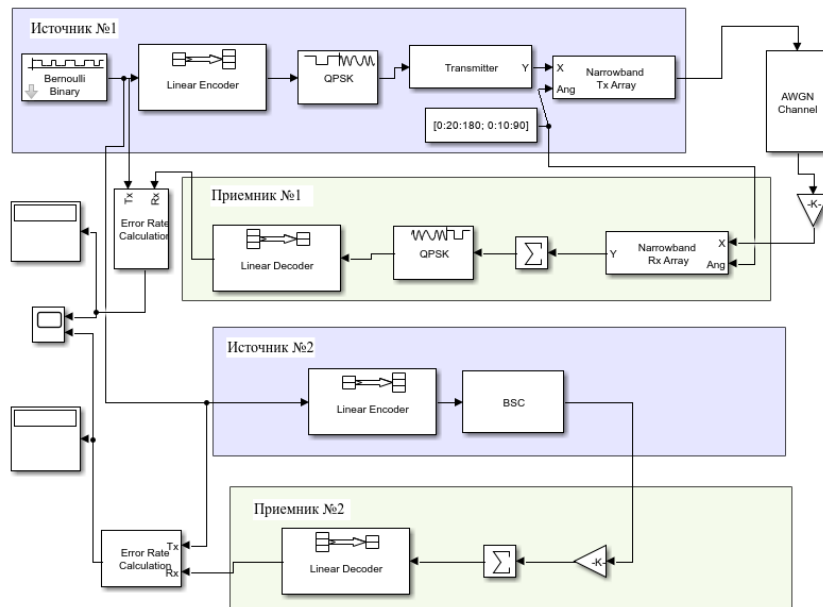 Источник №1
Bernoulli
Binary
Linear Encoder
QPSK
Transmitter
Y
X
Ang
Narrowband
Tx Array
AWGN
Channel
[0:20:180; 0:10:90]
-K-
Приемник №1
Tx
Rx
Error Rate
Calculation
Linear Decoder
QPSK
Σ
Y
Narrowband
Rx Array
X
Ang
Источник №2
Linear Encoder
BSC
Приемник №2
Error Rate
Calculation
Tx
Rx
Linear Decoder
Σ
-K-